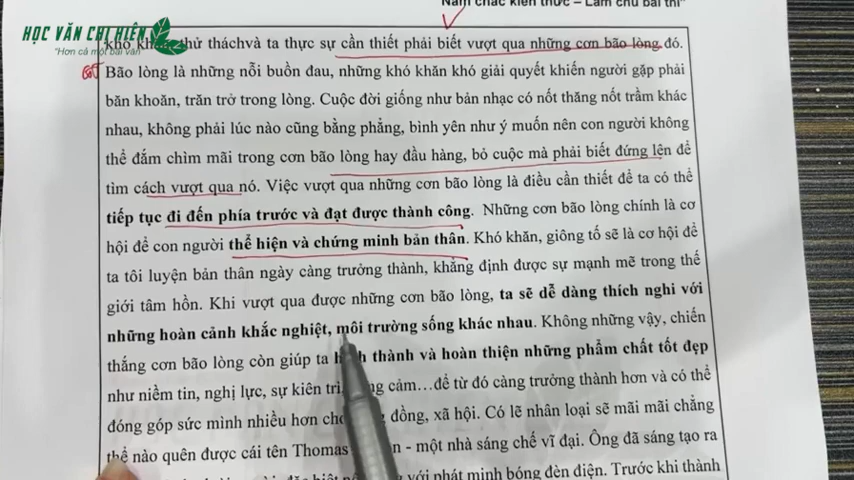 Nắm chắc kiến thức – Làm chủ bài thi"
HỌC VĂN CHỊ HIÊN
"Hơn cả một bài văn"
khó khăn, thử tháchvà ta thực sự cần thiết phải biết vượt qua những cơn bão lòng đó.
Bão lòng là những nỗi buồn đau, những khó khăn khó giải quyết khiến người gặp phải
băn khoăn, trăn trở trong lòng. Cuộc đời giống như bản nhạc có nốt thăng nốt trầm khác
nhau, không phải lúc nào cũng bằng phẳng, bình yên như ý muốn nên con người không
thể đắm chìm mãi trong cơn bão lòng hay đầu hàng, bỏ cuộc mà phải biết đứng lên để
tìm cách vượt qua nó. Việc vượt qua những cơn bão lòng là điều cần thiết để ta có thể
tiếp tục đi đến phía trước và đạt được thành công. Những cơn bão lòng chính là cơ
hội để con người thể hiện và chứng minh bản thân. Khó khăn, giông tố sẽ là cơ hội để
ta tôi luyện bản thân ngày càng trưởng thành, khẳng định được sự mạnh mẽ trong thế
giới tâm hồn. Khi vượt qua được những cơn bão lòng, ta sẽ dễ dàng thích nghi với
những hoàn cảnh khắc nghiệt, môi trường sống khác nhau. Không những vậy, chiến
thắng cơn bão lòng còn giúp ta thành và hoàn thiện những phẩm chất tốt đẹp
như niềm tin, nghị lực, sự kiên cảm…để từ đó càng trưởng thành hơn và có thể
đóng góp sức mình nhiều hơn cho đồng, xã hội. Có lẽ nhân loại sẽ mãi mãi chẳng
thể nào quên được cái tên Thomas - một nhà sáng chế vĩ đại. Ông đã sáng tạo ra
với phát minh bóng đèn điện. Trước khi thành